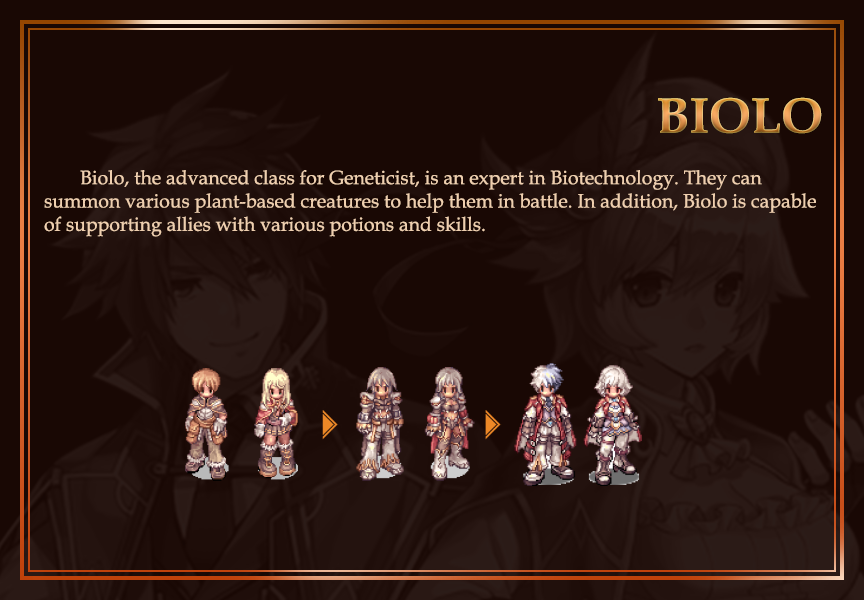 BIOLO
Biolo, the advanced class for Geneticist, is an expert in Biotechnology. They can
summon various plant-based creatures to help them in battle. In addition, Biolo is capable
of supporting allies with various potions and skills.